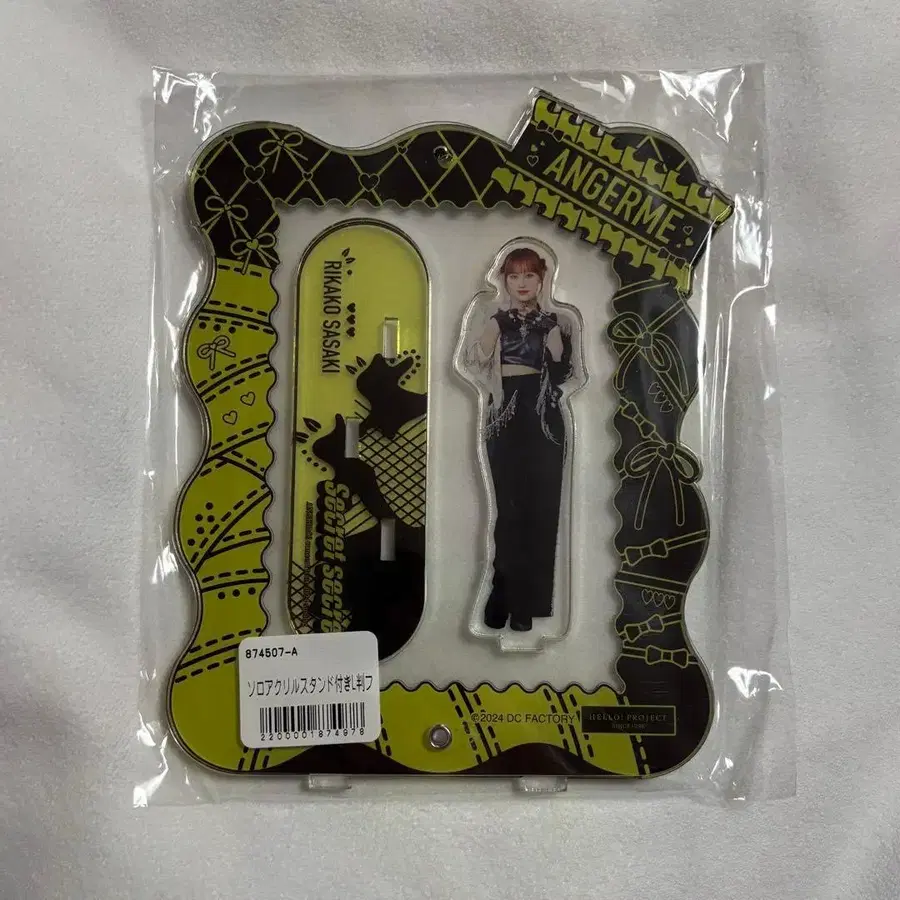 ANGERME
RIKAKO SASAKI
Secret Secre
874507-A
ソロアクリルスタンド付きL判フ
2200001874978
©2024 DC FACTORY
HELLO! PROJECT